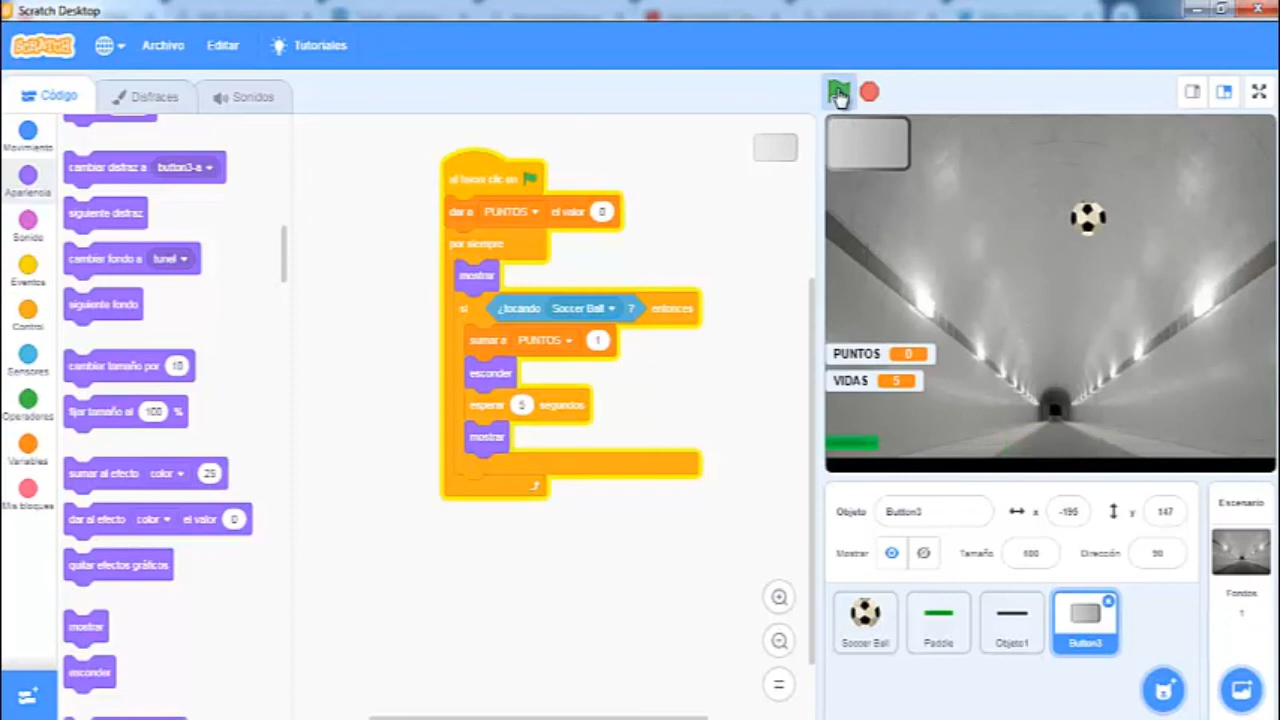 Scratch Desktop
SCRATCH
Archivo
Editar
Tutoriales
Código
Disfraces
Sonidos
Movimiento
Apariencia
Sonido
Eventos
Control
Sensores
Operadores
Variables
Mis bloques
cambiar disfraz a button3-a
siguiente disfraz
cambiar fondo a tunel
siguiente fondo
cambiar tamaño por 10
fijar tamaño al 100 %
sumar al efecto color 25
dar al efecto color el valor 0
quitar efectos gráficos
mostrar
esconder
al hacer clic en
dar a PUNTOS el valor 0
por siempre
mostrar
si ¿tocando Soccer Ball ? entonces
sumar a PUNTOS 1
esconder
esperar 5 segundos
mostrar
PUNTOS 0
VIDAS 5
Objeto Button3 x -195 y 147
Mostrar Tamaño 100 Dirección 90
Soccer Ball
Paddle
Objeto1
Button3
Escenario
Fondos
1